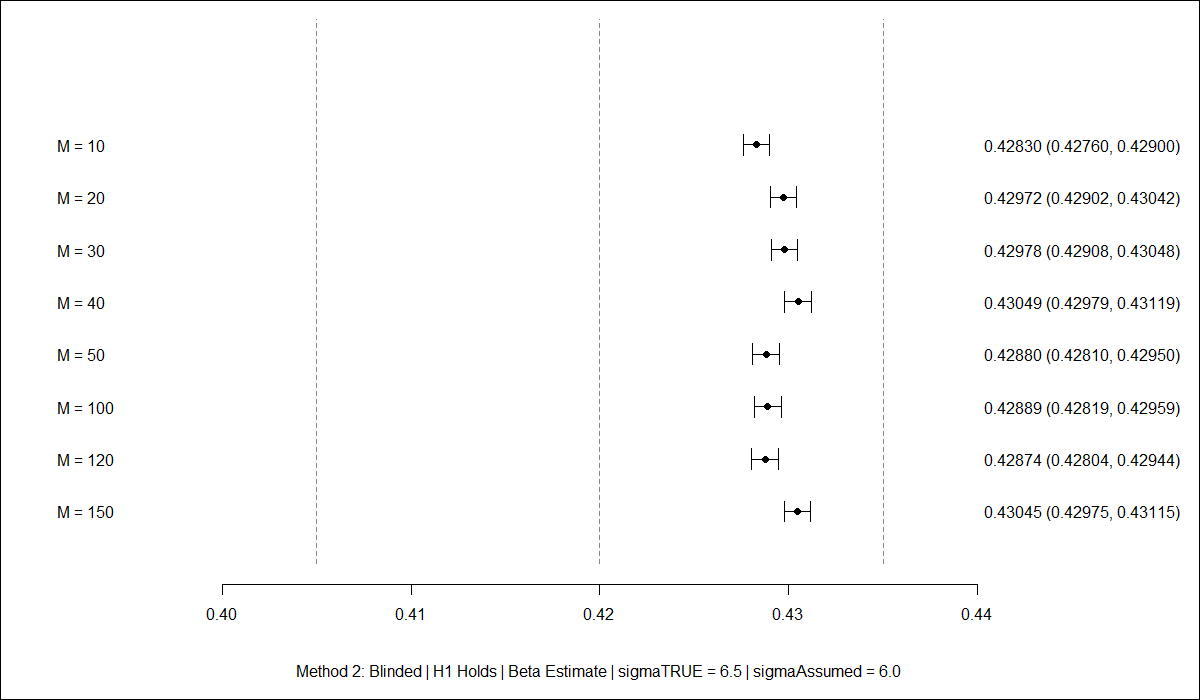 M = 10 0.42830 (0.42760, 0.42900)
M = 20 0.42972 (0.42902, 0.43042)
M = 30 0.42978 (0.42908, 0.43048)
M = 40 0.43049 (0.42979, 0.43119)
M = 50 0.42880 (0.42810, 0.42950)
M = 100 0.42889 (0.42819, 0.42959)
M = 120 0.42874 (0.42804, 0.42944)
M = 150 0.43045 (0.42975, 0.43115)
0.40 0.41 0.42 0.43 0.44
Method 2: Blinded | H1 Holds | Beta Estimate | sigmaTRUE = 6.5 | sigmaAssumed = 6.0